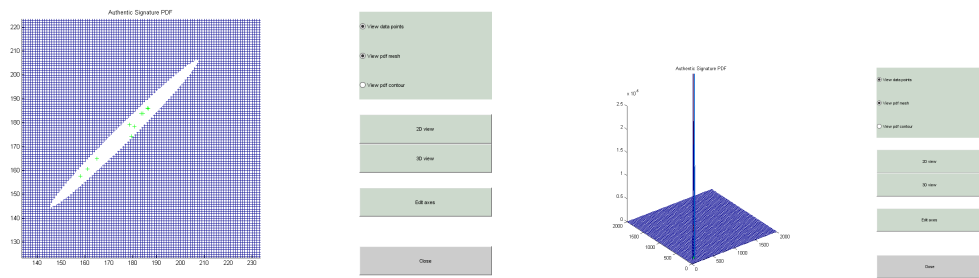 Authentic Signature PDF
220
210
200
190
180
170
160
150
140
130
140 150 160 170 180 190 200 210 220 230
View data points
View pdf mesh
View pdf contour
2D view
3D view
Edit axes
Close
Authentic Signature PDF
2.5
2
1.5
1
0.5
0
2000
1500
1000
500
0
0
500
1000
1500
2000
View data points
View pdf mesh
View pdf contour
2D view
3D view
Edit axes
Close